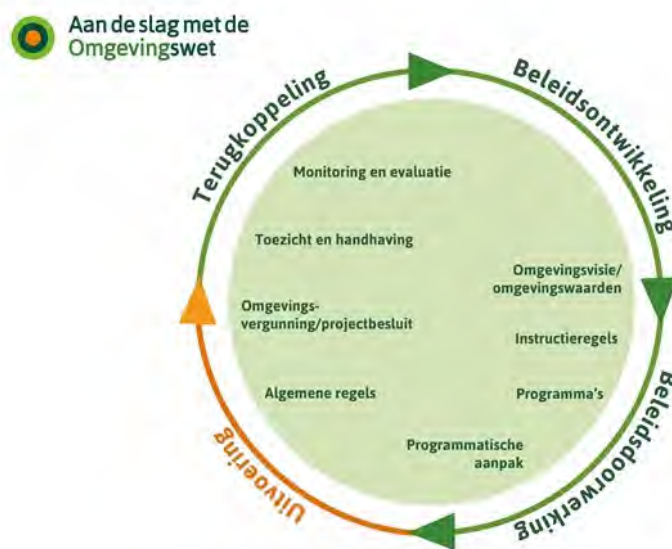 Aan de slag met de
Omgevingswet
Terugkoppeling
Beleidsontwikkeling
Monitoring en evaluatie
Toezicht en handhaving
Omgevingsvisie/
omgevingswaarden
Omgevings-
vergunning/projectbesluit
Instructieregels
Algemene regels
Programma's
Programmatische
aanpak
Uitvoering
Beleidsdoorwerking